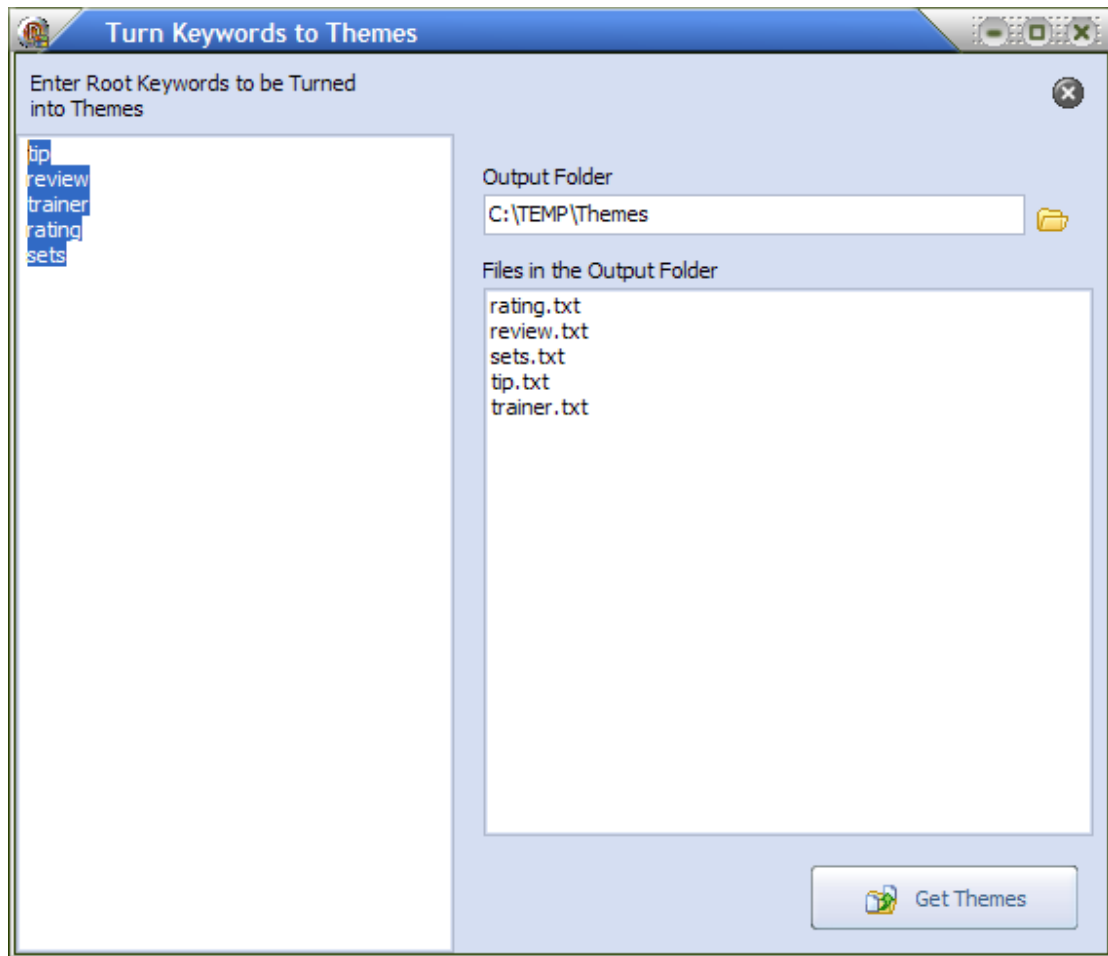 Turn Keywords to Themes
Enter Root Keywords to be Turned
into Themes
tip
review
trainer
rating
sets
Output Folder
C:\TEMP\Themes
Files in the Output Folder
rating.txt
review.txt
sets.txt
tip.txt
trainer.txt
Get Themes